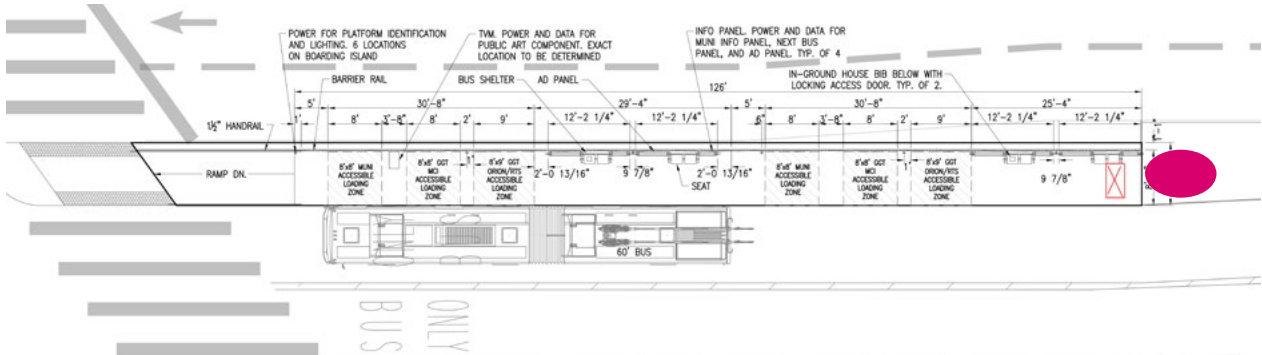 POWER FOR PLATFORM IDENTIFICATION
AND LIGHTING. 6 LOCATIONS
ON BOARDING ISLAND
BARRIER RAIL
TVM. POWER AND DATA FOR
PUBLIC ART COMPONENT. EXACT
LOCATION TO BE DETERMINED
BUS SHELTER
AD PANEL
INFO PANEL. POWER AND DATA FOR
MUNI INFO PANEL, NEXT BUS
PANEL, AND AD PANEL. TYP. OF 4
IN-GROUND HOUSE BIB BELOW WITH
LOCKING ACCESS DOOR. TYP. OF 2.
126'
5'
30'-8"
29'-4"
5'
30'-8"
25'-4"
1½" HANDRAIL
1'
8'
3'-8"
8'
2'
9'
12'-2 1/4"
12'-2 1/4"
6"
8'
3'-8"
8'
2'
9'
12'-2 1/4"
12'-2 1/4"
RAMP DN.
8'x8' MUNI
ACCESSIBLE
LOADING
ZONE
8'x8' GGT
MCI
ACCESSIBLE
LOADING
ZONE
1'
8'x9' GGT
ORION/RTS
ACCESSIBLE
LOADING
ZONE
2'-0 13/16"
9 7/8"
SEAT
2'-0 13/16"
8'x8' MUNI
ACCESSIBLE
LOADING
ZONE
8'x8' GGT
MCI
ACCESSIBLE
LOADING
ZONE
1'
8'x9' GGT
ORION/RTS
ACCESSIBLE
LOADING
ZONE
9 7/8"
60' BUS
BUS
ONLY